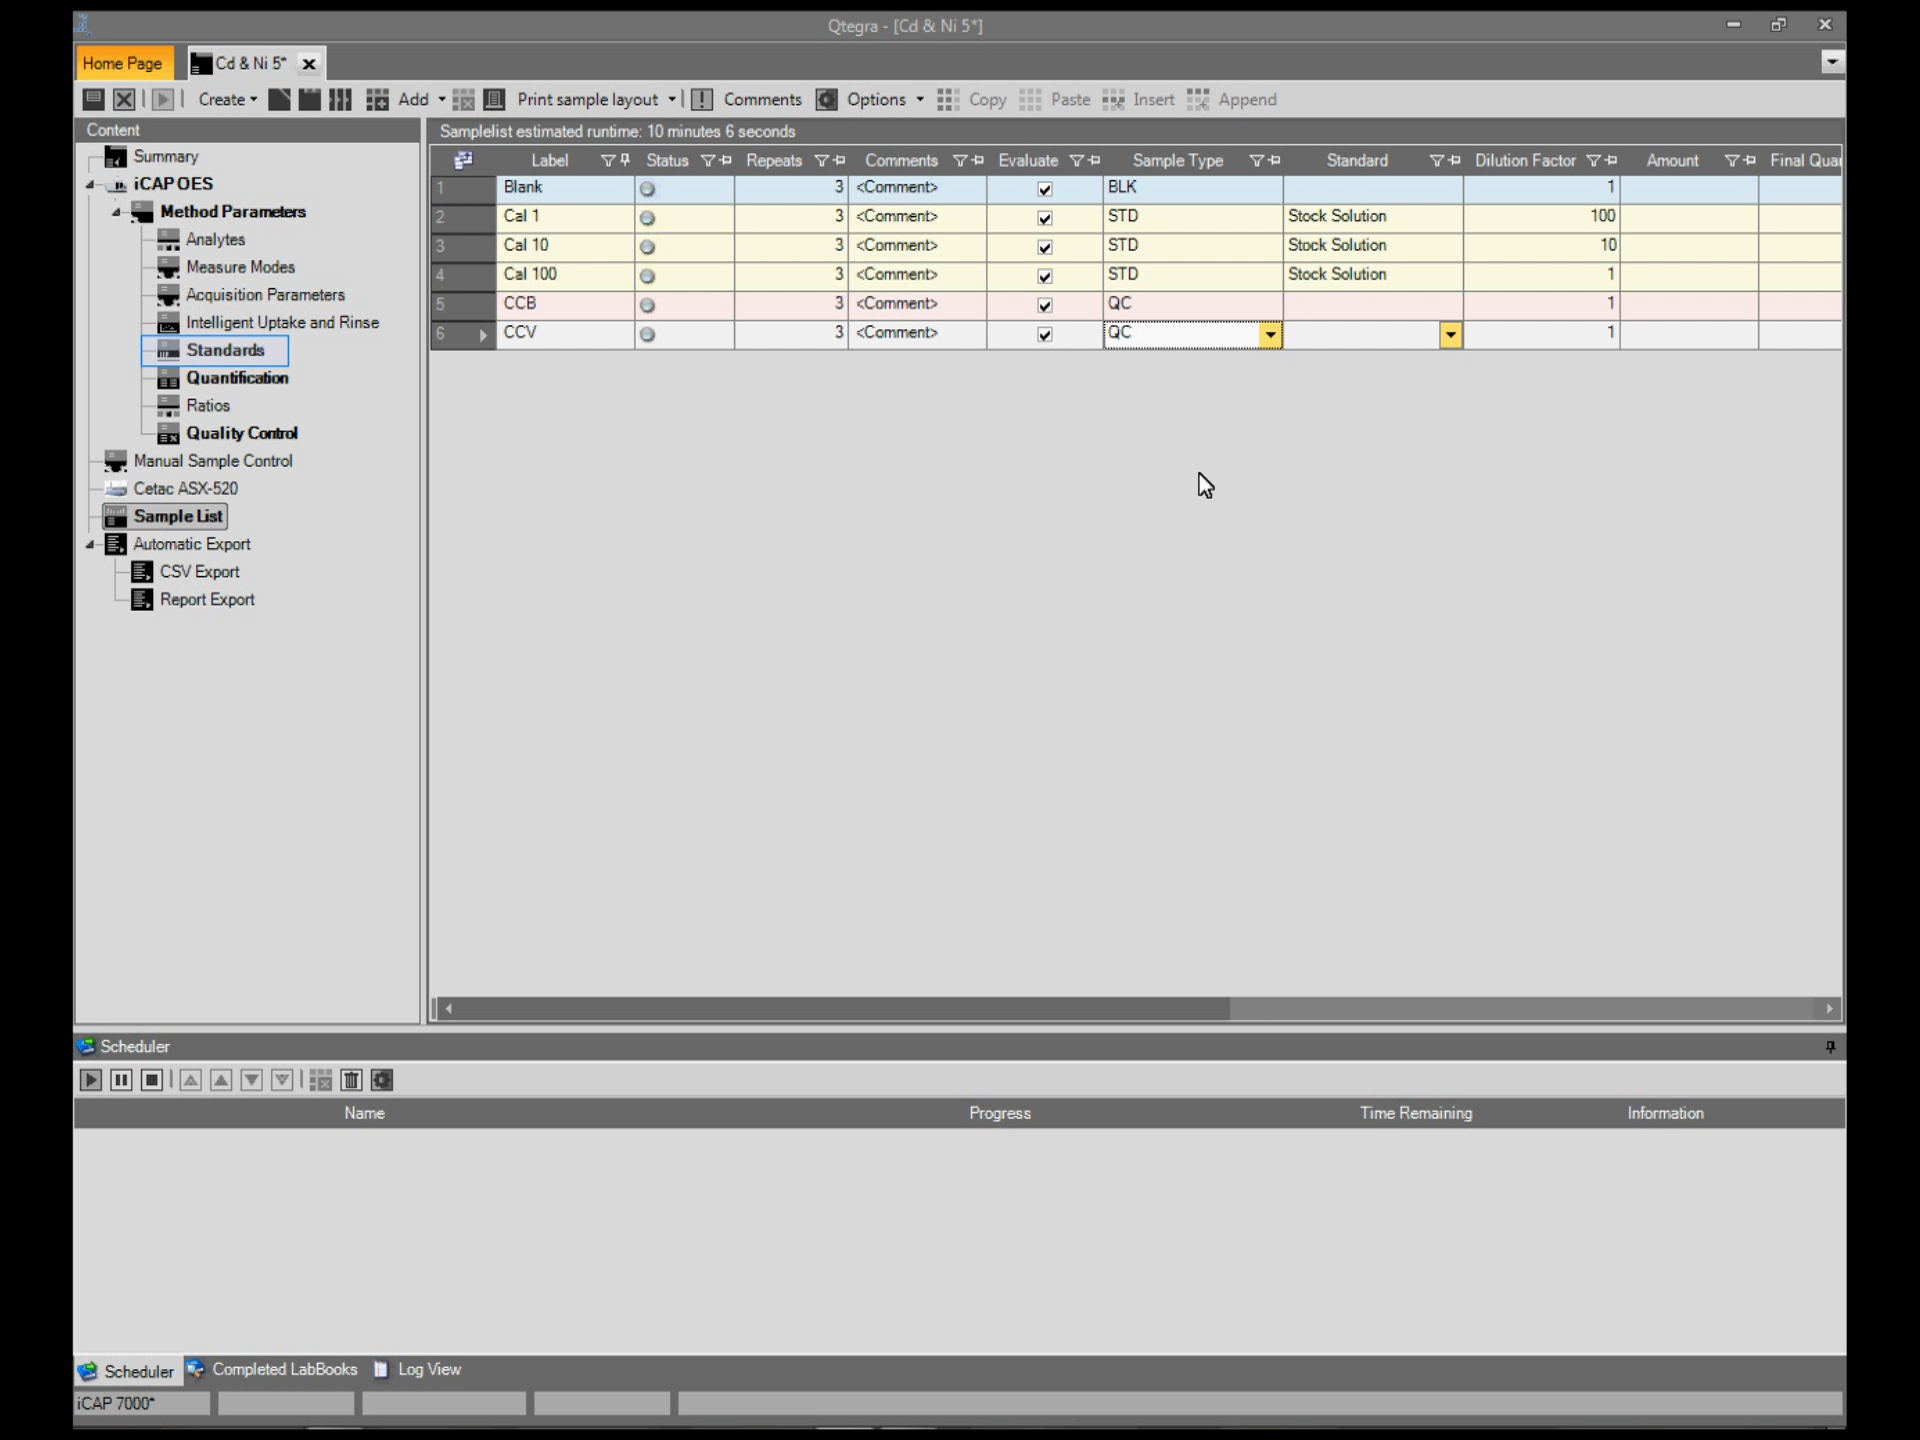 Qtegra - [Cd & Ni 5*]
Home Page
Cd & Ni 5*
Create
Add
Print sample layout
Comments
Options
Copy
Paste
Insert
Append
Content
Samplelist estimated runtime: 10 minutes 6 seconds
Summary
iCAP OES
Method Parameters
Analytes
Measure Modes
Acquisition Parameters
Intelligent Uptake and Rinse
Standards
Quantification
Ratios
Quality Control
Manual Sample Control
Cetac ASX-520
Sample List
Automatic Export
CSV Export
Report Export
Label Status Repeats Comments Evaluate Sample Type Standard Dilution Factor Amount Final Qua
1 Blank 3 <Comment> BLK 1
2 Cal 1 3 <Comment> STD Stock Solution 100
3 Cal 10 3 <Comment> STD Stock Solution 10
4 Cal 100 3 <Comment> STD Stock Solution 1
5 CCB 3 <Comment> QC 1
6 CCV 3 <Comment> QC 1
Scheduler
Name Progress Time Remaining Information
Scheduler
Completed LabBooks
Log View
iCAP 7000*